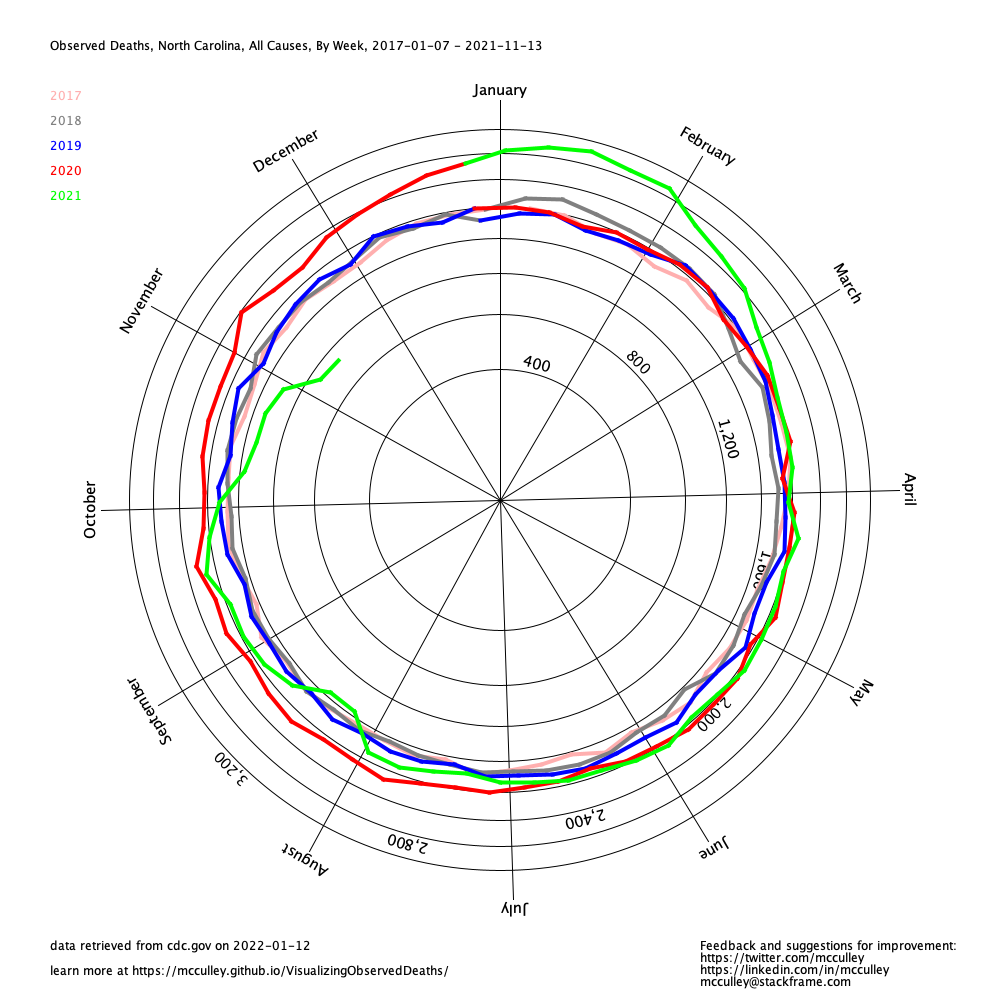 Observed Deaths, North Carolina, All Causes, By Week, 2017-01-07 - 2021-11-13
January
2017
2018
2019
2020
2021
February
December
March
November
400
800
1,200
April
October
1,600
May
September
2,000
3,200
2,400
2,800
June
August
July
data retrieved from cdc.gov on 2022-01-12
learn more at https://mcculley.github.io/VisualizingObservedDeaths/
Feedback and suggestions for improvement:
https://twitter.com/mcculley
https://linkedin.com/in/mcculley
mcculley@stackframe.com